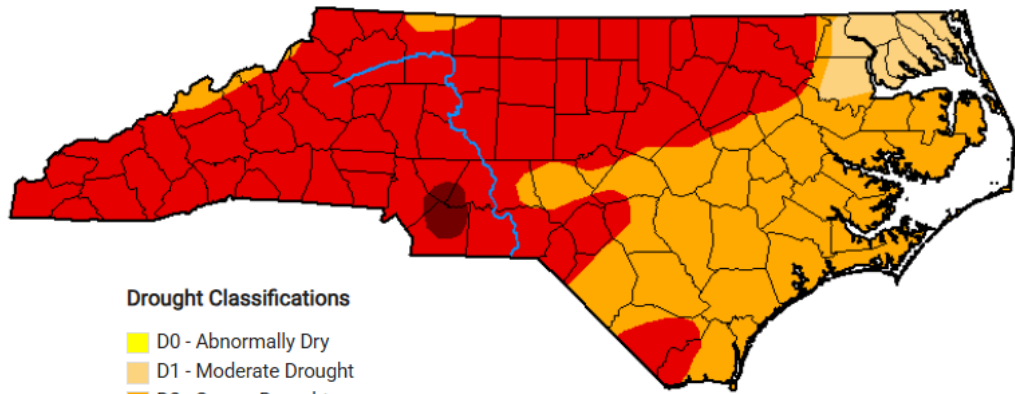 Drought Classifications
D0 - Abnormally Dry
D1 - Moderate Drought